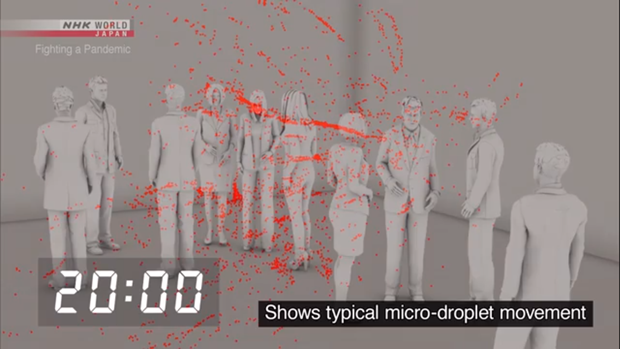 NHK WORLD
JAPAN
Fighting a Pandemic
20:00
Shows typical micro-droplet movement